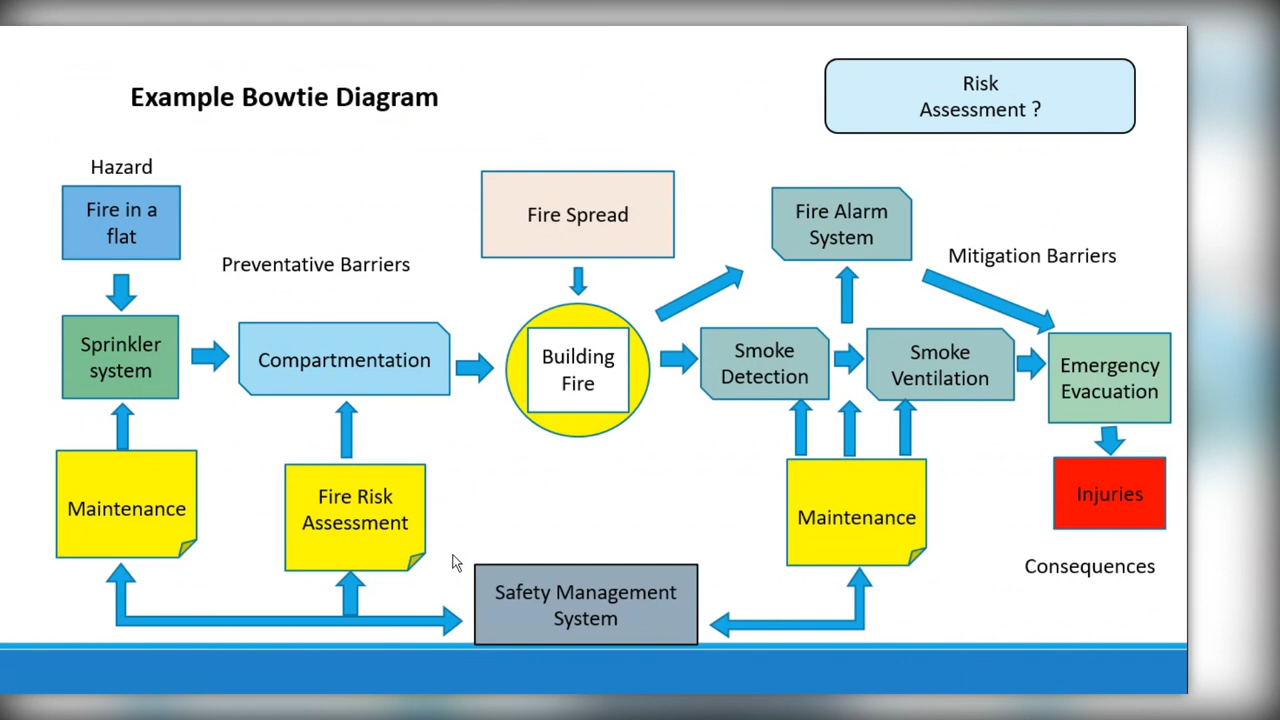 Example Bowtie Diagram
Risk
Assessment ?
Hazard
Fire in a
flat
Preventative Barriers
Fire Spread
Fire Alarm
System
Mitigation Barriers
Sprinkler
system
Compartmentation
Building
Fire
Smoke
Detection
Smoke
Ventilation
Emergency
Evacuation
Maintenance
Fire Risk
Assessment
Maintenance
Injuries
Consequences
Safety Management
System